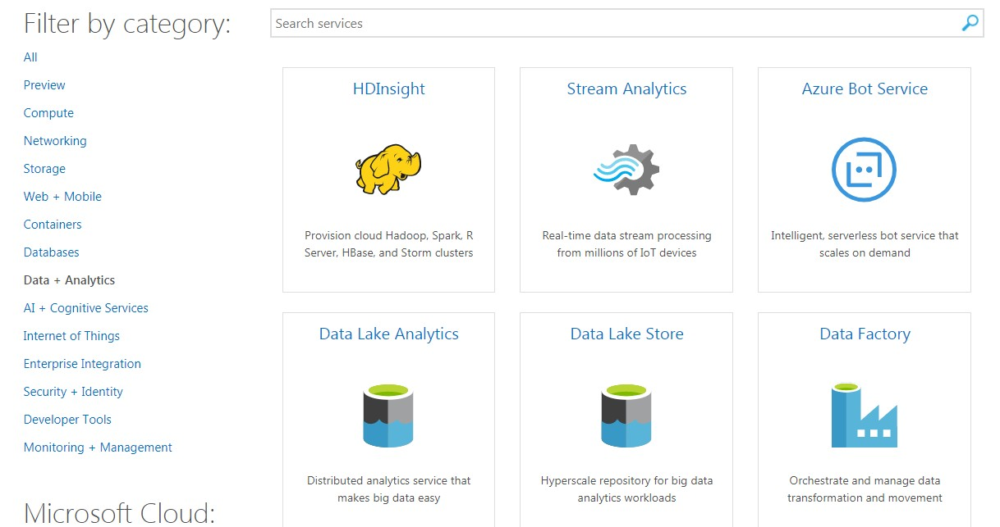 Filter by category:
All
Preview
Compute
Networking
Storage
Web + Mobile
Containers
Databases
Data + Analytics
AI + Cognitive Services
Internet of Things
Enterprise Integration
Security + Identity
Developer Tools
Monitoring + Management
Microsoft Cloud:
Search services
HDInsight
Provision cloud Hadoop, Spark, R
Server, HBase, and Storm clusters
Stream Analytics
Real-time data stream processing
from millions of IoT devices
Azure Bot Service
Intelligent, serverless bot service that
scales on demand
Data Lake Analytics
Distributed analytics service that
makes big data easy
Data Lake Store
Hyperscale repository for big data
analytics workloads
Data Factory
Orchestrate and manage data
transformation and movement